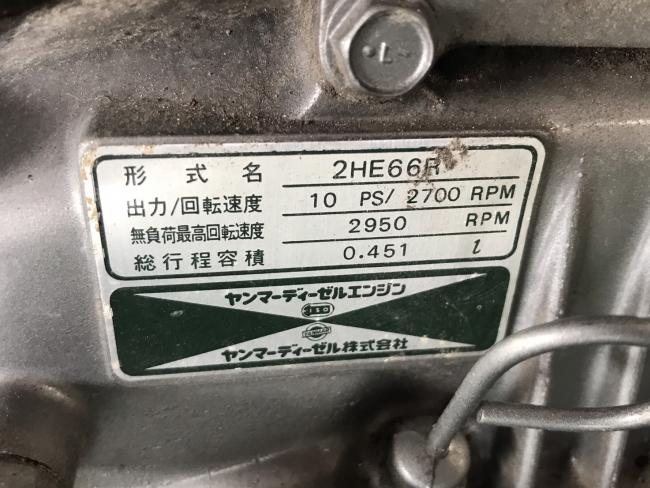 形式名 2HE66R
出力/回転速度 10 PS/ 2700 RPM
無負荷最高回転速度 2950 RPM
総行程容積 0.451 l
ヤンマーディーゼルエンジン
ヤンマーディーゼル株式会社